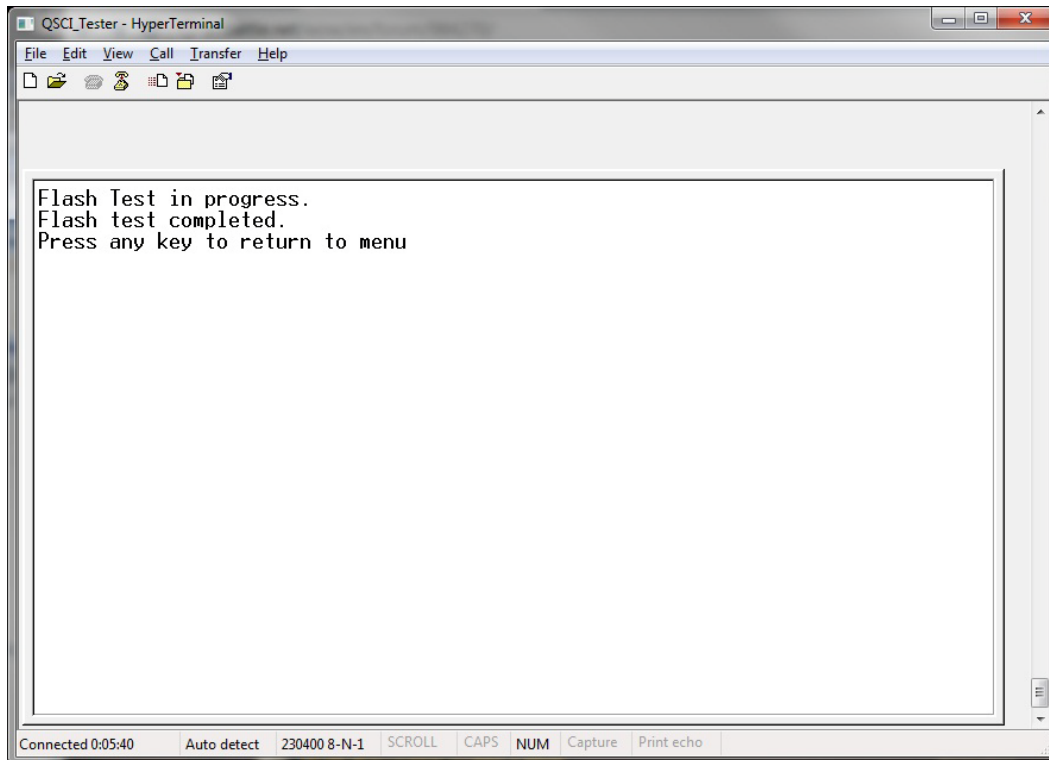 QSCI_Tester - HyperTerminal
File Edit View Call Transfer Help
Flash Test in progress.
Flash test completed.
Press any key to return to menu
Connected 0:05:40 Auto detect 230400 8-N-1 SCROLL CAPS NUM Capture Print echo